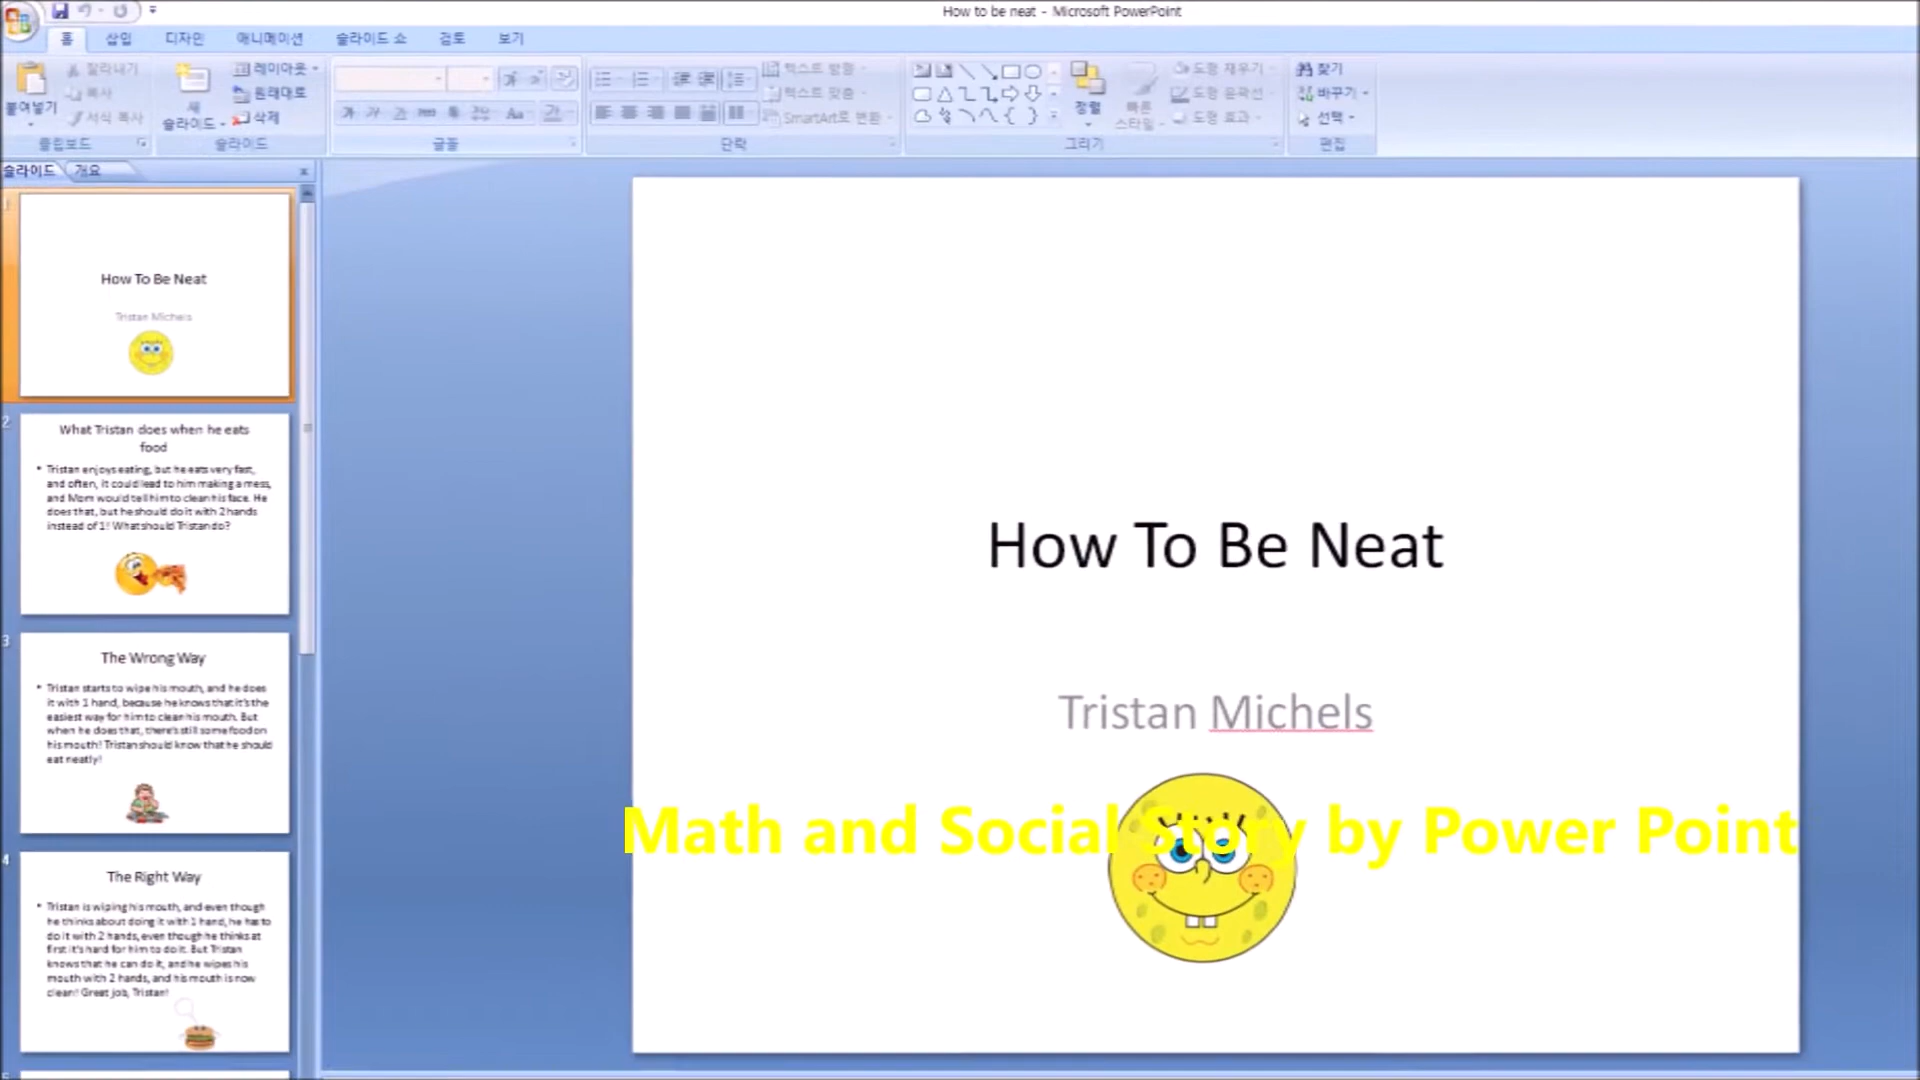 How to be neat - Microsoft PowerPoint
홈 삽입 디자인 애니메이션 슬라이드 쇼 검토 보기
붙여넣기
잘라내기
복사
서식 복사
클립보드
새 슬라이드
레이아웃
원래대로
삭제
슬라이드
글꼴
텍스트 방향
텍스트 맞춤
SmartArt로 변환
단락
정렬
빠른 스타일
도형 채우기
도형 윤곽선
도형 효과
그리기
찾기
바꾸기
선택
편집
슬라이드 개요
1
How To Be Neat
Tristan Michels
2
What Tristan does when he eats
food
• Tristan enjoys eating, but he eats very fast,
and often, it could lead to him making a mess,
and Mom would tell him to clean his face. He
does that, but he should do it with 2 hands
instead of 1! What should Tristan do?
3
The Wrong Way
• Tristan starts to wipe his mouth, and he does
it with 1 hand, because he knows that it's the
easiest way for him to clean his mouth. But
when he does that, there's still some food on
his mouth! Tristan should know that he should
eat neatly!
4
The Right Way
• Tristan is wiping his mouth, and even though
he thinks about doing it with 1 hand, he has to
do it with 2 hands, even though he thinks at
first it's hard for him to do it. But Tristan
knows that he can do it, and he wipes his
mouth with 2 hands, and his mouth is now
clean! Great job, Tristan!
How To Be Neat
Tristan Michels
Math and Social Story by Power Point